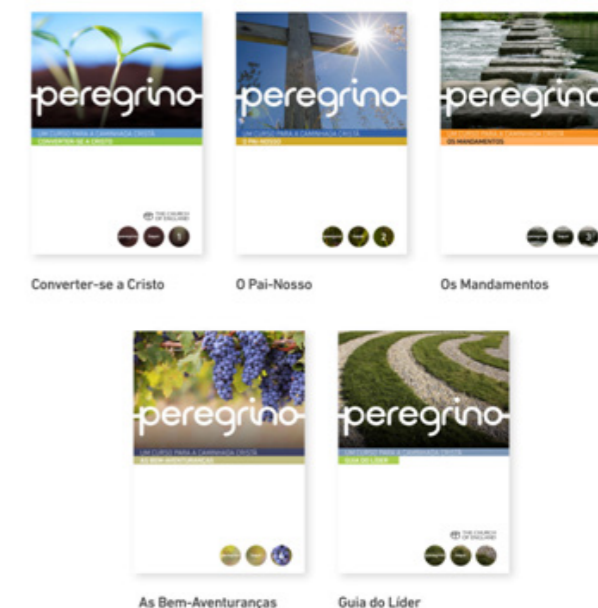 peregrino
UM CURSO PARA A CAMINHADA CRISTÃ
CONVERTER-SE A CRISTO
THE CHURCH
OF ENGLAND
1
Converter-se a Cristo
peregrino
UM CURSO PARA A CAMINHADA CRISTÃ
O PAI-NOSSO
2
O Pai-Nosso
peregrino
UM CURSO PARA A CAMINHADA CRISTÃ
OS MANDAMENTOS
3
Os Mandamentos
peregrino
UM CURSO PARA A CAMINHADA CRISTÃ
AS BEM-AVENTURANÇAS
As Bem-Aventuranças
peregrino
UM CURSO PARA A CAMINHADA CRISTÃ
GUIA DO LÍDER
THE CHURCH
OF ENGLAND
Guia do Líder